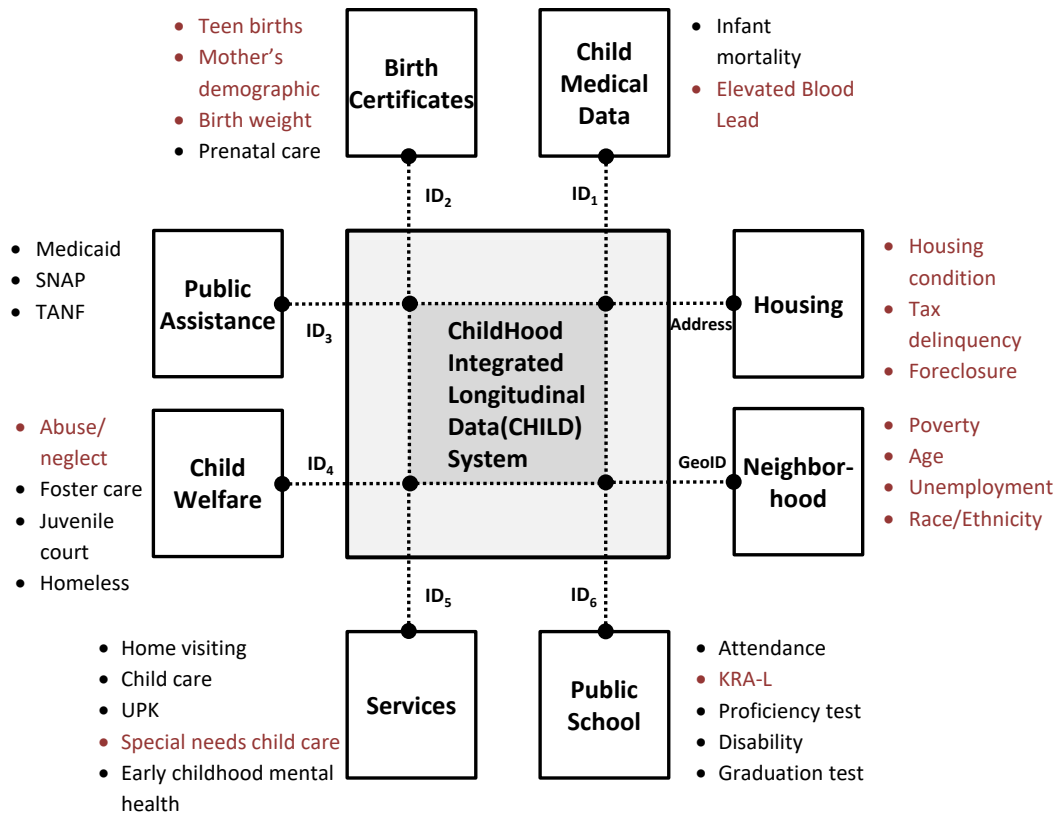 Teen births
Mother’s
demographic
Birth weight
Prenatal care
Birth
Certificates
Child
Medical
Data
Infant
mortality
Elevated Blood
Lead
ID2
ID1
Medicaid
SNAP
TANF
Public
Assistance
ID3
ChildHood
Integrated
Longitudinal
Data(CHILD)
System
Address
Housing
Housing
condition
Tax
delinquency
Foreclosure
Abuse/
neglect
Foster care
Juvenile
court
Homeless
Child
Welfare
ID4
GeoID
Neighbor-
hood
Poverty
Age
Unemployment
Race/Ethnicity
ID5
ID6
Home visiting
Child care
UPK
Special needs child care
Early childhood mental
health
Services
Public
School
Attendance
KRA-L
Proficiency test
Disability
Graduation test